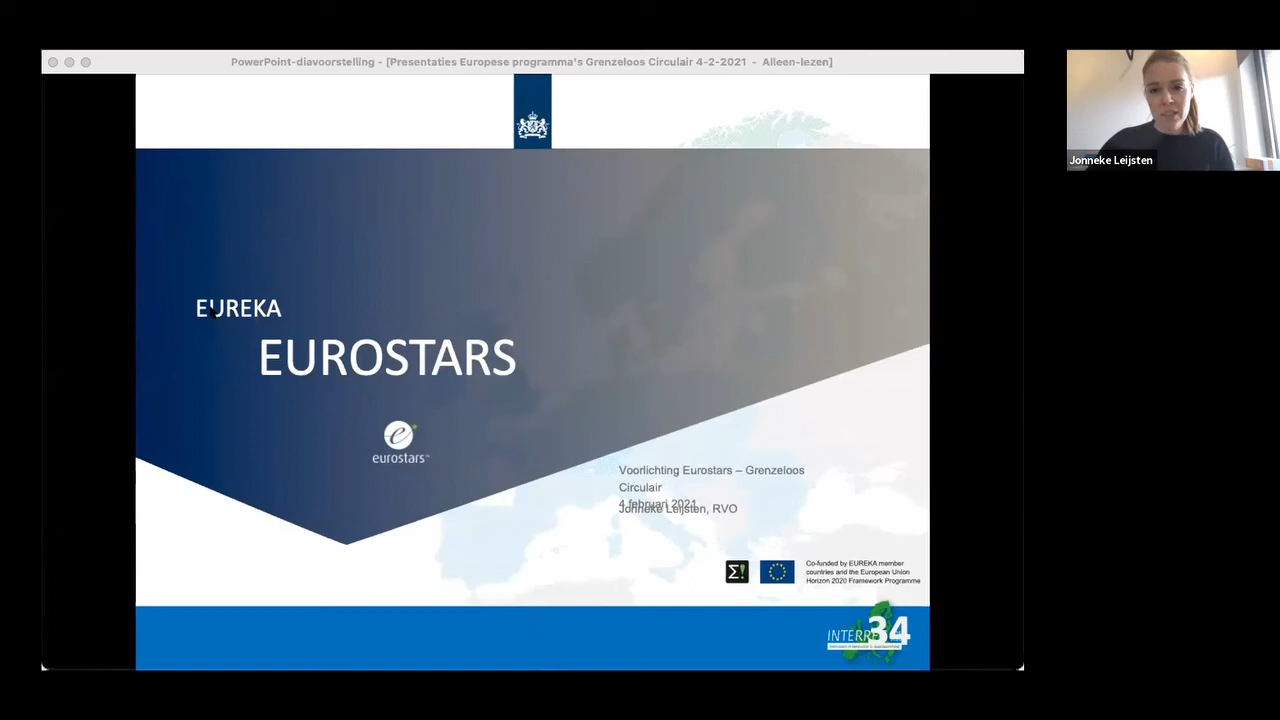 PowerPoint-diavoorstelling - [Presentaties Europese programma's Grenzeloos Circulair 4-2-2021 - Alleen-lezen]
Jonneke Leijsten
EUREKA
EUROSTARS
eurostars™
Voorlichting Eurostars – Grenzeloos
Circulair
4 februari 2021
Jonneke Leijsten, RVO
Σ!
Co-funded by EUREKA member
countries and the European Union
Horizon 2020 Framework Programme
34